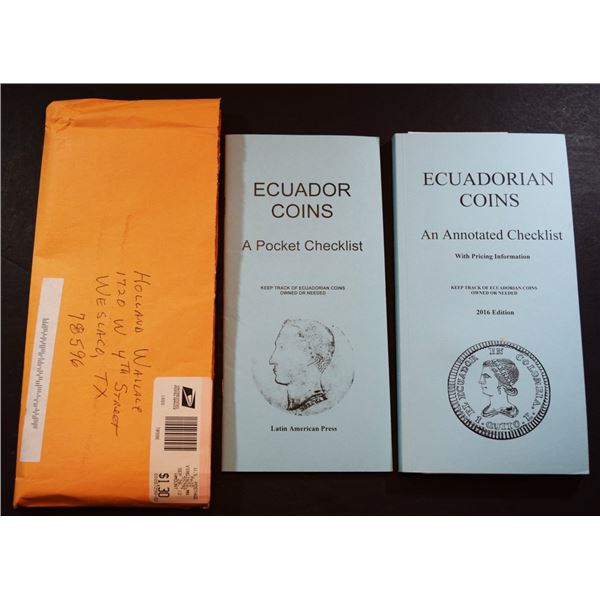 HOLLAND WALLACE
1720 W 4TH STREET
WESLACO, TX
78596
U.S. POSTAGE
$1.30
ECUADOR
COINS
A Pocket Checklist
KEEP TRACK OF ECUADORIAN COINS
OWNED OR NEEDED
Latin American Press
ECUADORIAN
COINS
An Annotated Checklist
With Pricing Information
KEEP TRACK OF ECUADORIAN COINS
OWNED OR NEEDED
2016 Edition
EL ECUADOR EN COLOMBIA. QUITO.